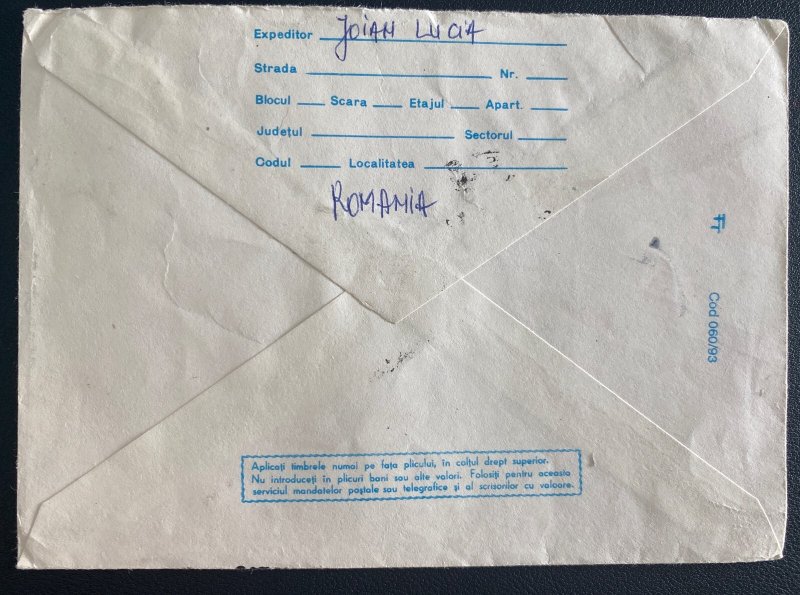 Expeditor JOIAN LUCIA
Strada Nr.
Blocul Scara Etajul Apart.
Județul Sectorul
Codul Localitatea
ROMANIA
Cod 060/93
Aplicați timbrele numai pe fața plicului, în colțul drept superior.
Nu introduceți în plicuri bani sau alte valori. Folosiți pentru aceasta
serviciul mandatelor poștale sau telegrafice și al scrisorilor cu valoare.